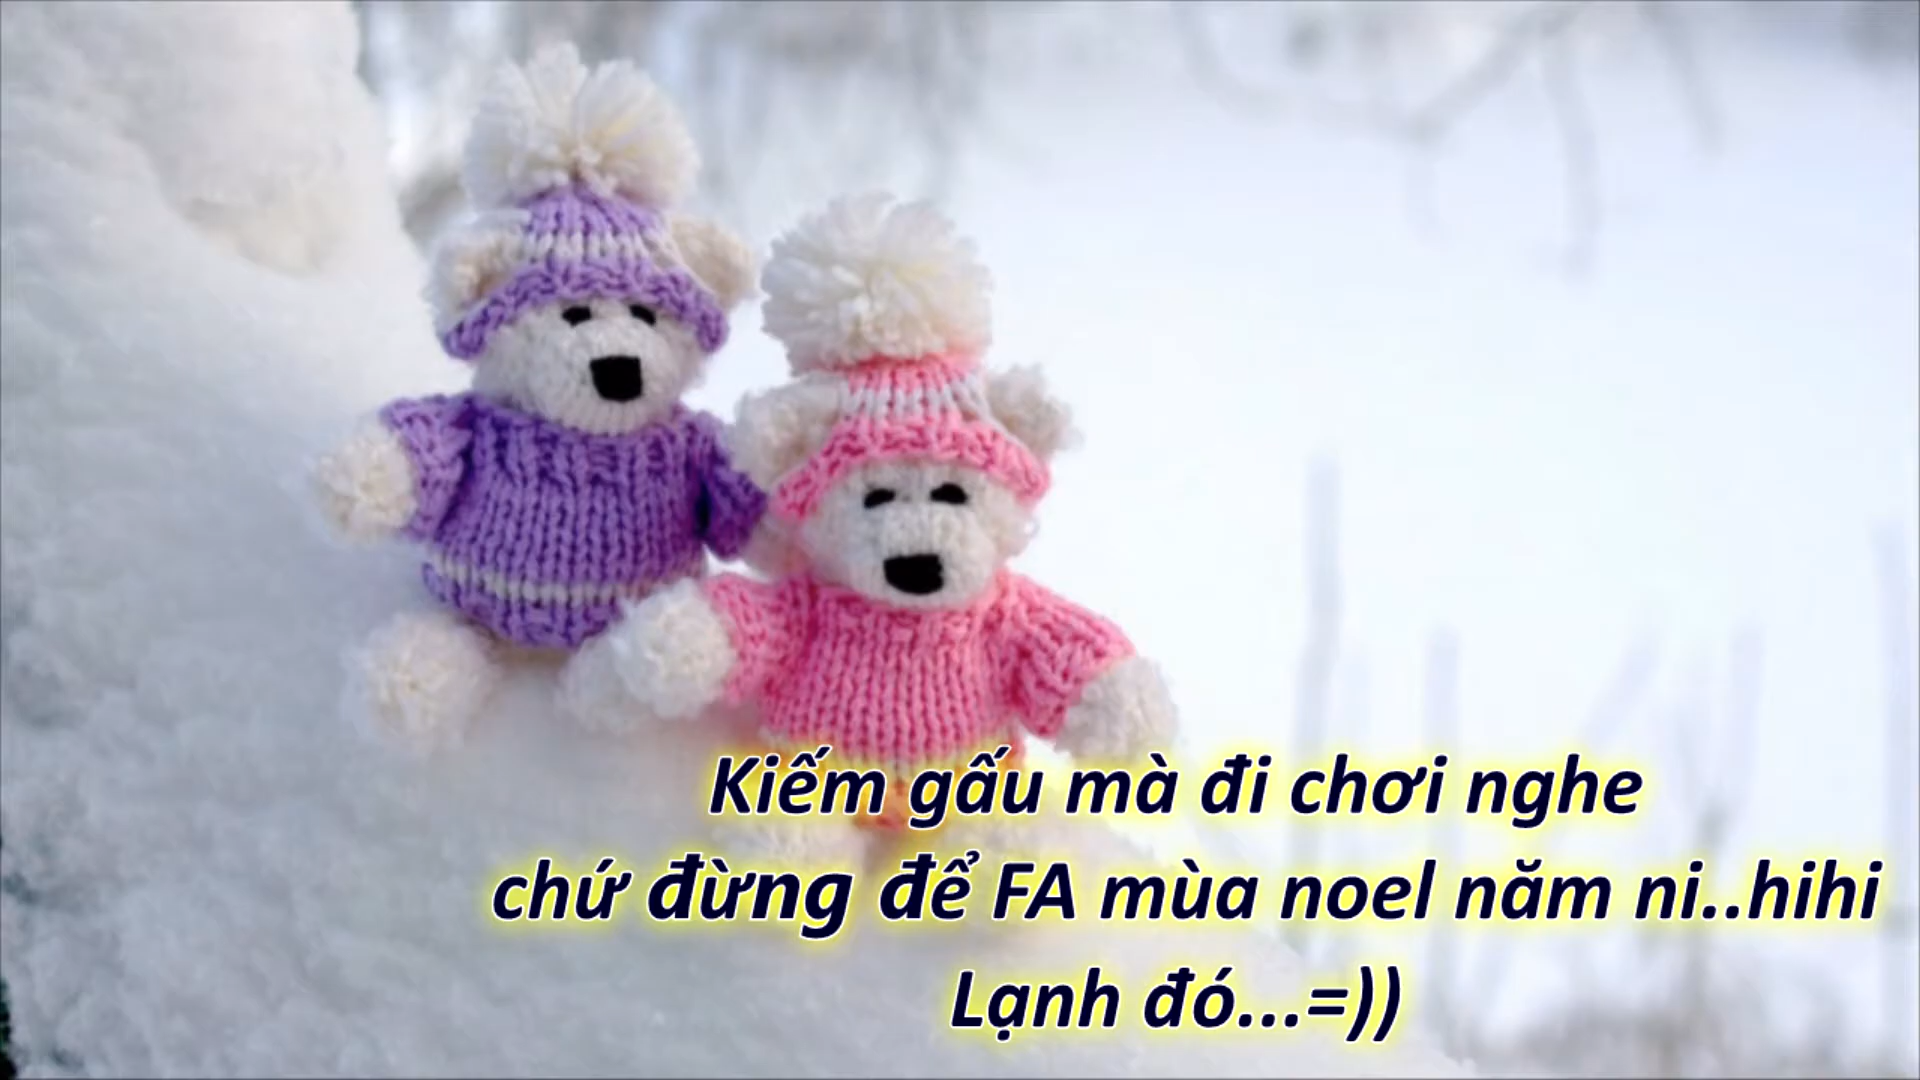 Kiếm gấu mà đi chơi nghe
chứ đừng để FA mùa noel năm ni..hihi
Lạnh đó...=))